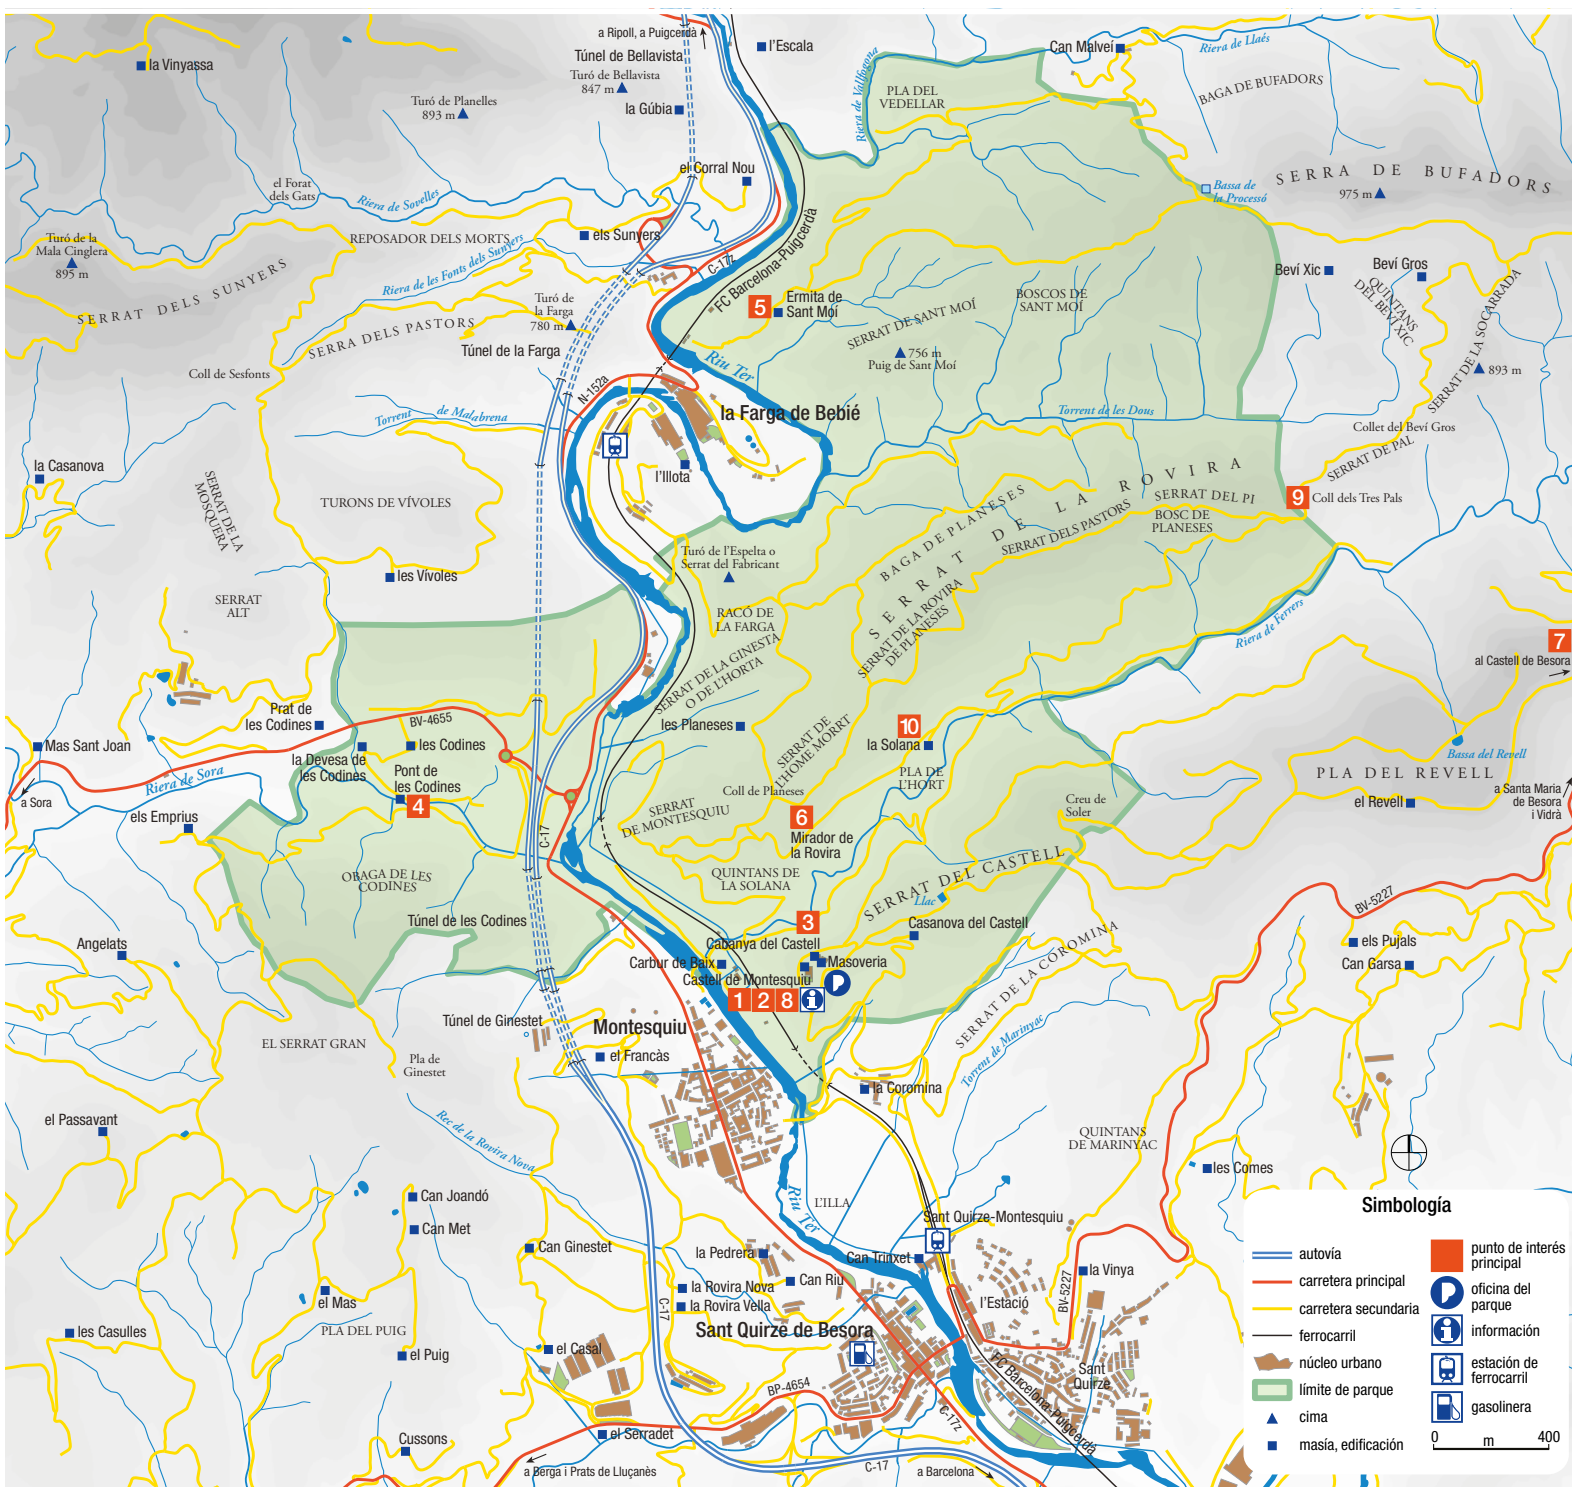 a Ripoll, a Puigcerdà
l'Escala
Túnel de Bellavista
Can Malveí
Riera de Llaés
la Vinyassa
Turó de Bellavista
847 m
Riera de Vallfogona
PLA DEL
VEDELLAR
BAGA DE BUFADORS
Turó de Planelles
893 m
la Gúbia
el Corral Nou
el Forat
dels Gats
Riera de Sovelles
SERRA DE BUFADORS
975 m
Bassa de
la Processó
Turó de la
Mala Cinglera
895 m
REPOSADOR DELS MORTS
els Sunyers
Riera de les Fonts dels Sunyers
C-17z
FC Barcelona-Puigcerdà
Beví Xic
Beví Gros
QUINTANS
DEL BEVÍ XIC
SERRAT DELS SUNYERS
Turó de
la Farga
780 m
5
Ermita de
Sant Moí
BOSCOS DE
SANT MOÍ
SERRAT DE SANT MOÍ
SERRAT DE LA SOCARRADA
893 m
SERRA DELS PASTORS
Túnel de la Farga
756 m
Puig de Sant Moí
Riu Ter
Coll de Sesfonts
N-152a
Torrent de Malabrena
la Farga de Bebié
Torrent de les Dous
Collet del Beví Gros
SERRAT DE PAL
la Casanova
l'Illota
SERRAT DE LA
MOSQUERA
TURONS DE VÍVOLES
SERRAT DE LA ROVIRA
BAGA DE PLANESES
SERRAT DEL PI
SERRAT DELS PASTORS
BOSC DE
PLANESES
9
Coll dels Tres Pals
Turó de l'Espelta o
Serrat del Fabricant
les Vívoles
SERRAT
ALT
RACÓ DE
LA FARGA
SERRAT DE LA ROVIRA
DE PLANESES
Riera de Ferrers
7
al Castell de Besora
SERRAT DE LA GINESTA
O DE L'HORTA
Prat de
les Codines
BV-4655
les Planeses
SERRAT DE
L'HOME MORRT
10
la Solana
Mas Sant Joan
la Devesa de
les Codines
les Codines
Bassa del Revell
Riera de Sora
Pont de
les Codines
4
PLA DE
L'HORT
PLA DEL REVELL
Coll de Planeses
a Sora
els Emprius
SERRAT
DE MONTESQUIU
Creu de
Soler
el Revell
a Santa Maria
de Besora
i Vidrà
6
Mirador de
la Rovira
C-17
OBAGA DE LES
CODINES
QUINTANS DE
LA SOLANA
SERRAT DEL CASTELL
Llac
BV-5227
Túnel de les Codines
3
Casanova del Castell
Angelats
Cabanya del Castell
els Pujals
Carbur de Baix
Masoveria
Can Garsa
Castell de Montesquiu
1 2 8
SERRAT DE LA COROMINA
Túnel de Ginestet
Montesquiu
EL SERRAT GRAN
Pla de
Ginestet
el Francàs
Torrent de Marinyac
la Coromina
el Passavant
Rec de la Rovira Nova
QUINTANS
DE MARINYAC
les Comes
Can Joandó
Riu Ter
L'ILLA
Can Met
Sant Quirze-Montesquiu
Can Ginestet
la Pedrera
Can Trinxet
la Rovira Nova
Can Riu
la Vinya
el Mas
la Rovira Vella
l'Estació
BV-5227
C-17
les Casulles
PLA DEL PUIG
Sant Quirze de Besora
el Puig
el Casal
FC Barcelona-Puigcerdà
Sant
Quirze
BP-4654
Cussons
el Serradet
C-17z
a Berga i Prats de Lluçanès
C-17
a Barcelona
Simbología
autovía
carretera principal
carretera secundaria
ferrocarril
núcleo urbano
límite de parque
cima
masía, edificación
punto de interés
principal
oficina del
parque
información
estación de
ferrocarril
gasolinera
0 m 400